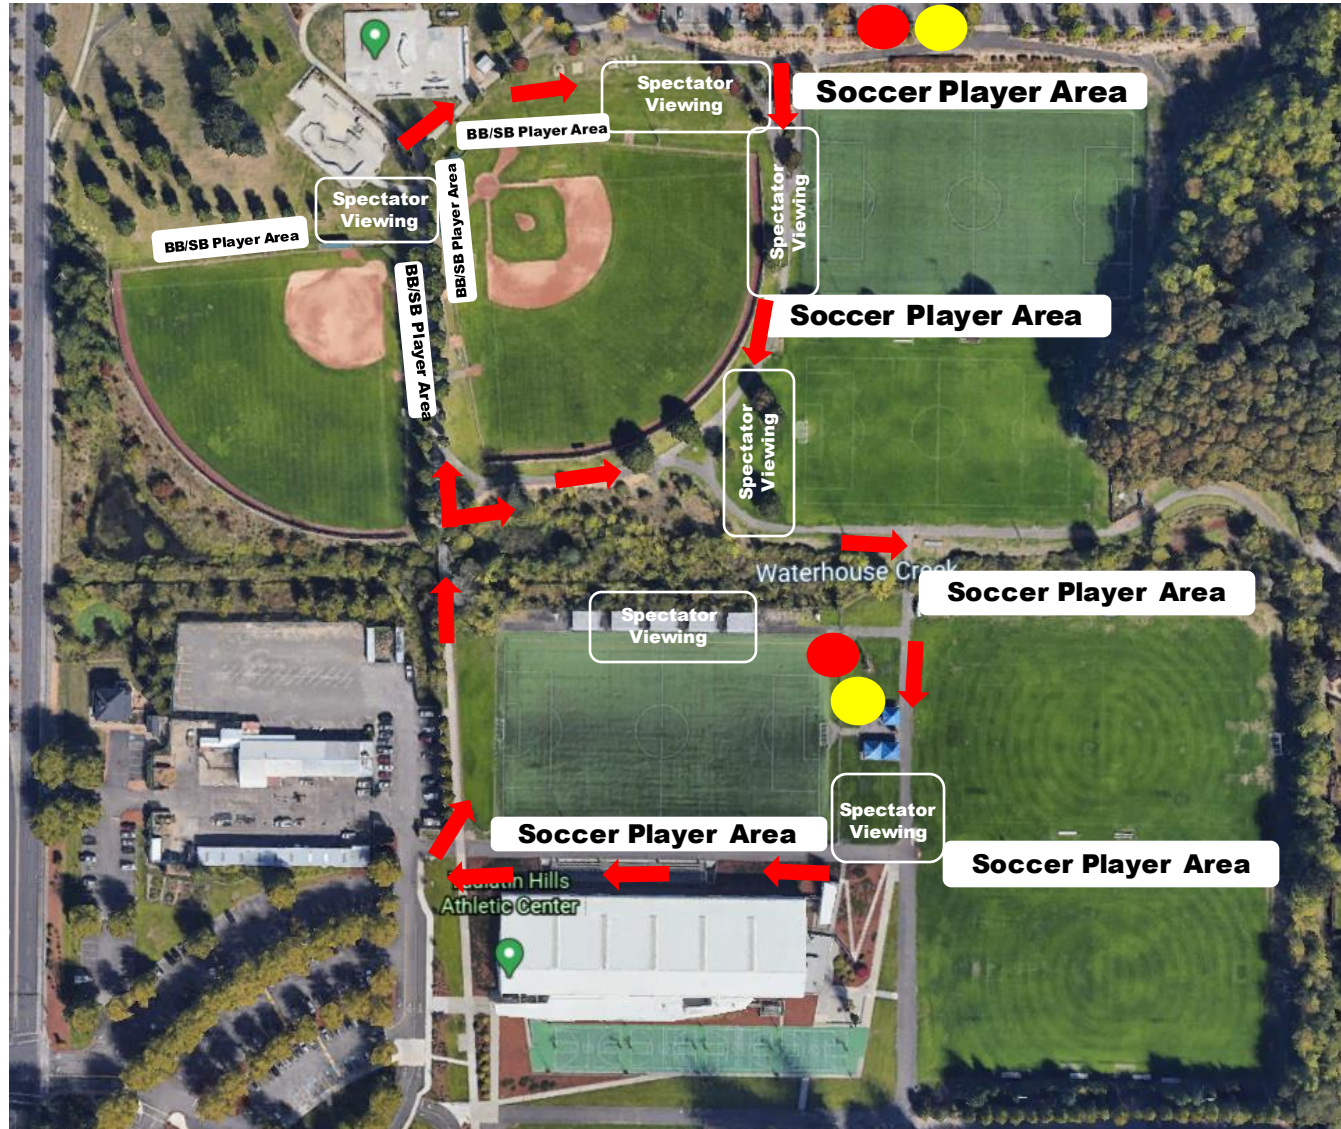 Spectator
Viewing
Soccer Player Area
BB/SB Player Area
BB/SB Player Area
Spectator
Viewing
Spectator
Viewing
BB/SB Player Area
BB/SB Player Area
Soccer Player Area
Spectator
Viewing
Waterhouse Creek
Soccer Player Area
Spectator
Viewing
Spectator
Viewing
Soccer Player Area
Soccer Player Area
Tualatin Hills
Athletic Center